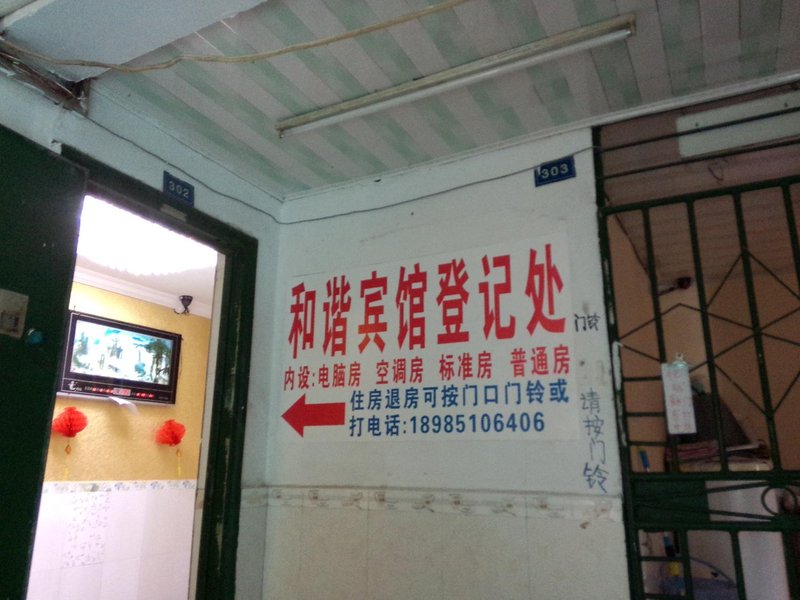 302
303
和谐宾馆登记处
内设:电脑房 空调房 标准房 普通房
住房退房可按门口门铃或
打电话:18985106406
门铃
请按门铃